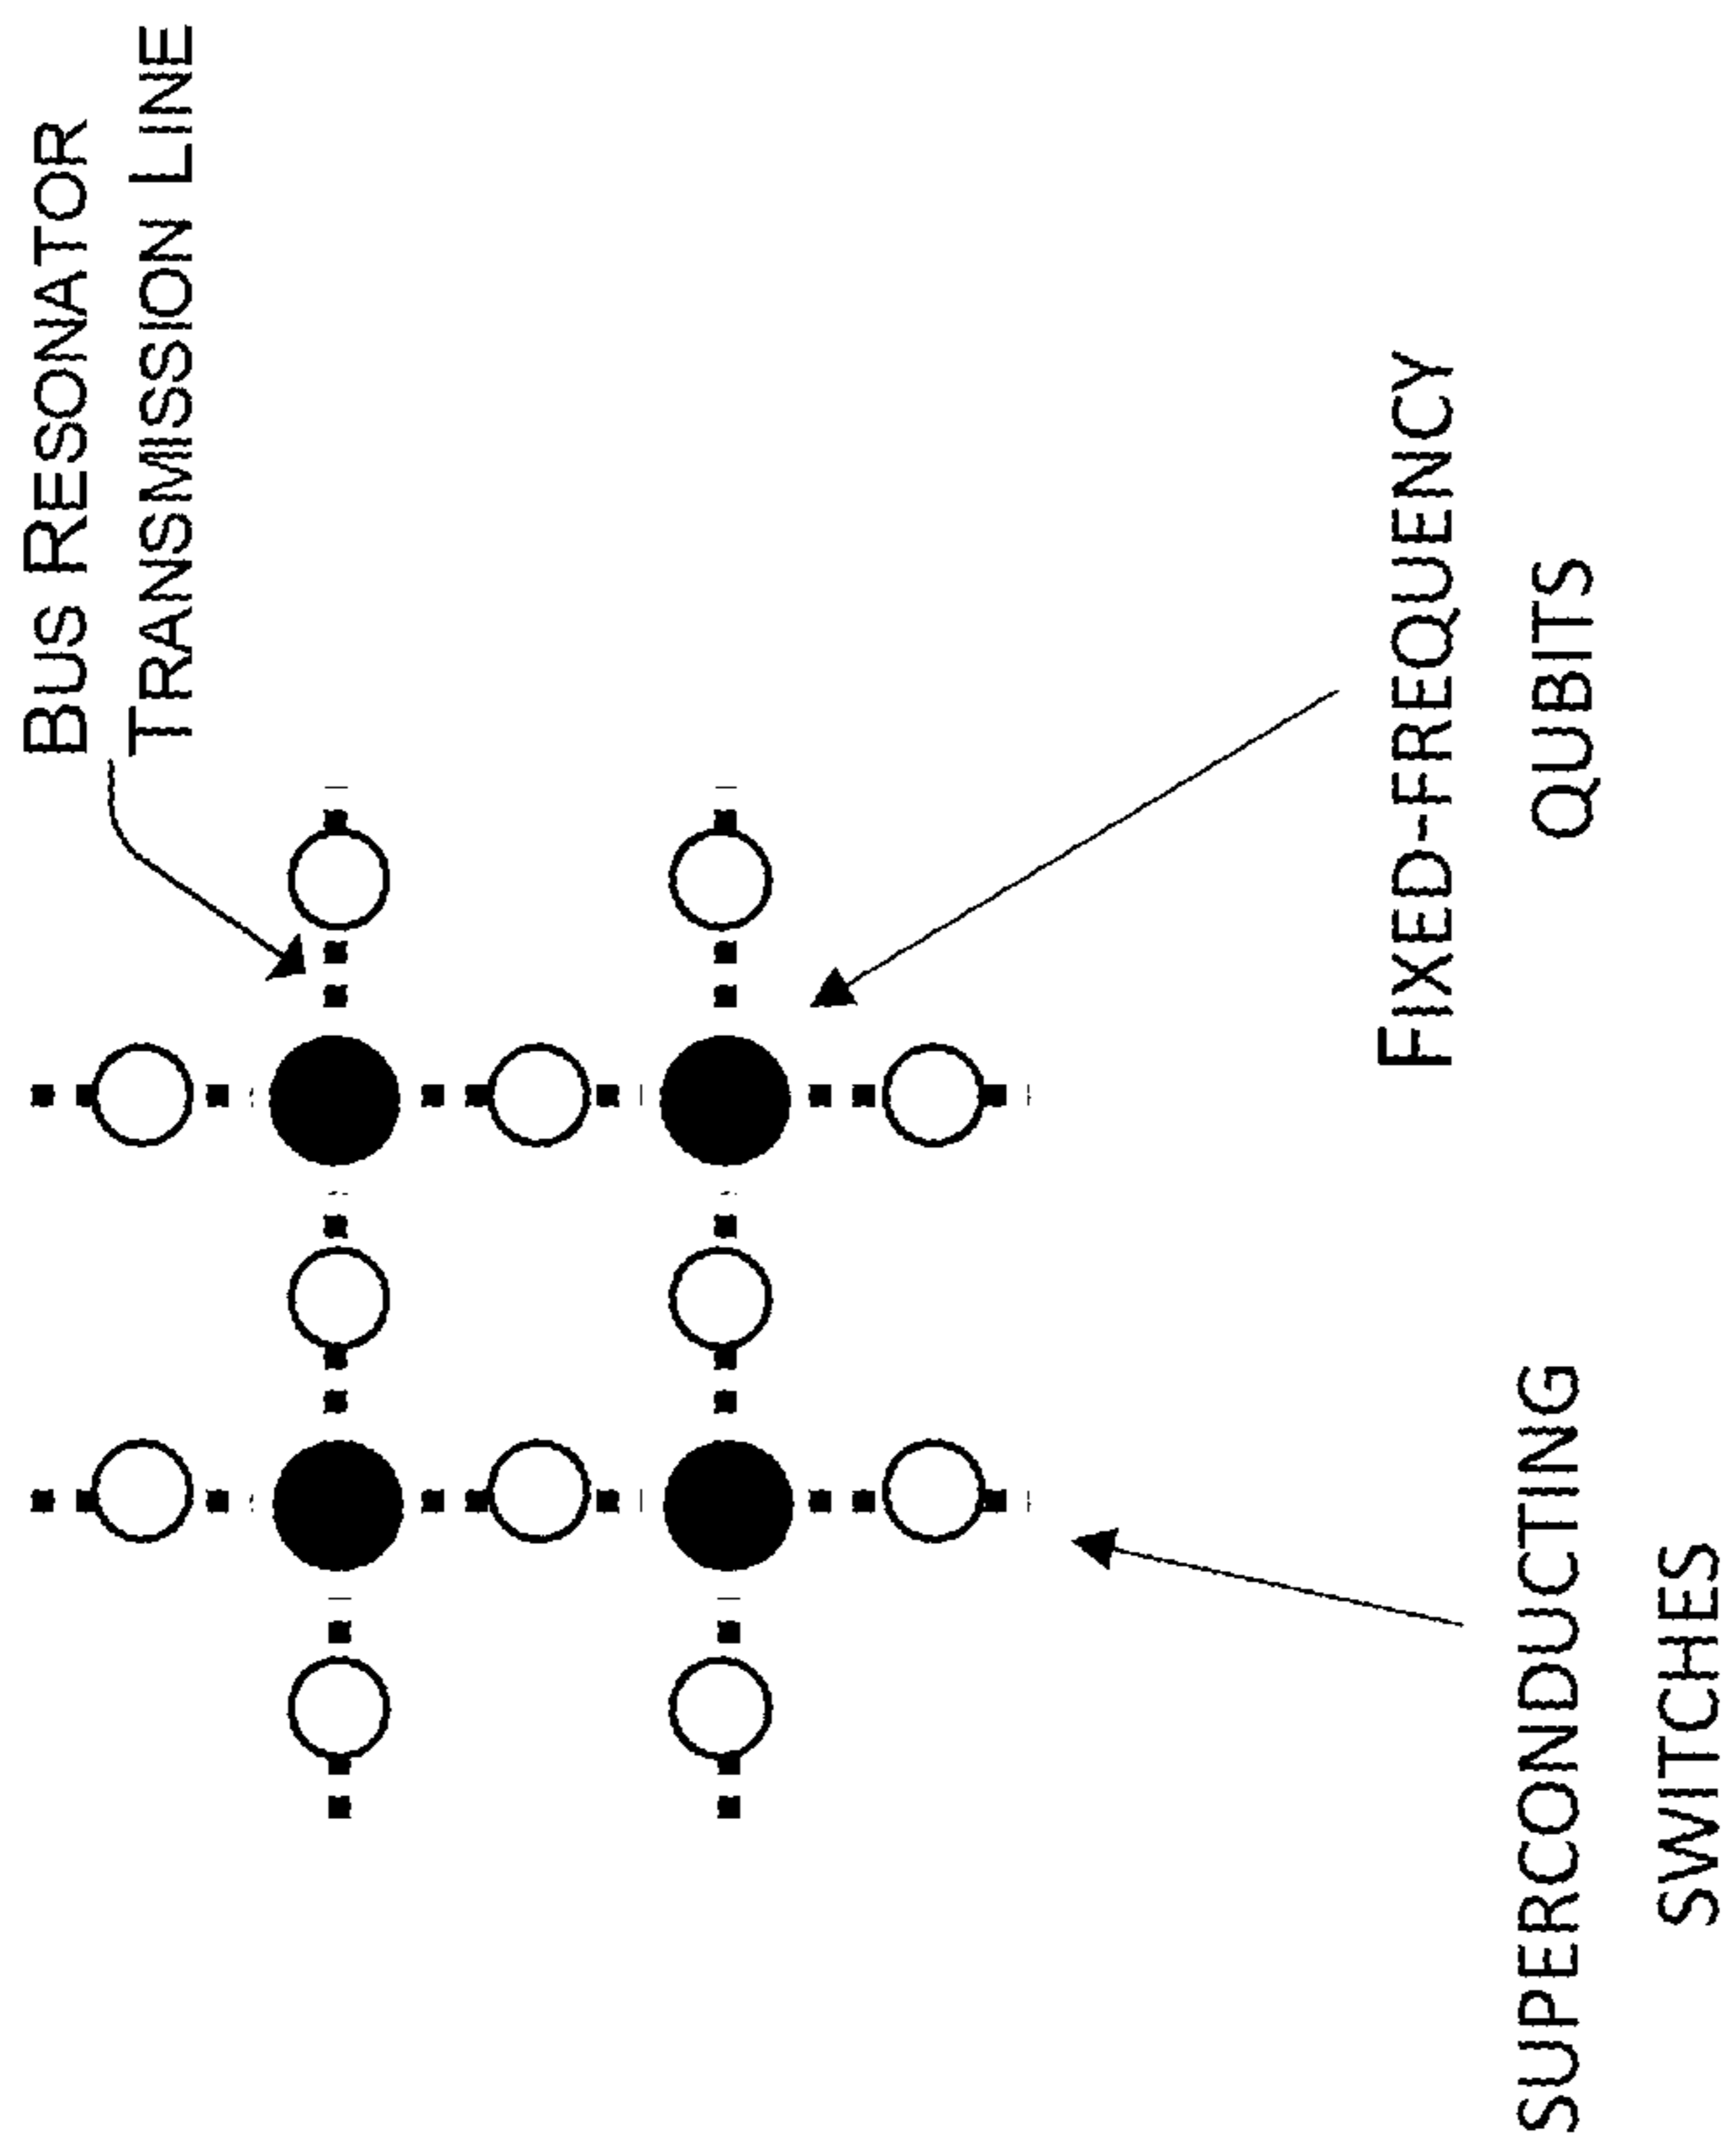 BUS RESONATOR
TRANSMISSION LINE
FIXED-FREQUENCY
QUBITS
SUPERCONDUCTING
SWITCHES